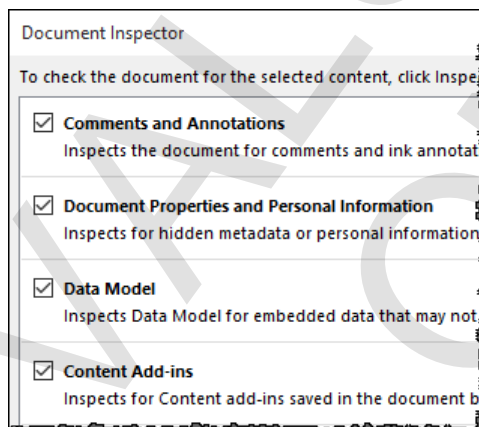 Document Inspector
To check the document for the selected content, click Inspe
Comments and Annotations
Inspects the document for comments and ink annotat
Document Properties and Personal Information
Inspects for hidden metadata or personal information
Data Model
Inspects Data Model for embedded data that may not
Content Add-ins
Inspects for Content add-ins saved in the document b